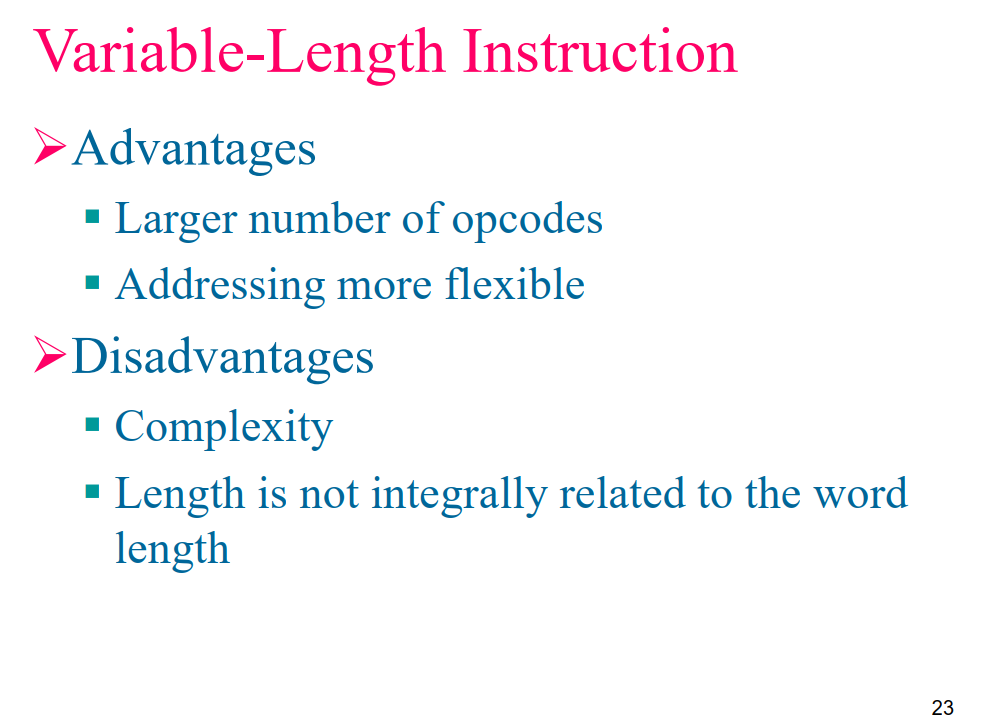 Variable-Length Instruction
Advantages
Larger number of opcodes
Addressing more flexible
Disadvantages
Complexity
Length is not integrally related to the word
length
23